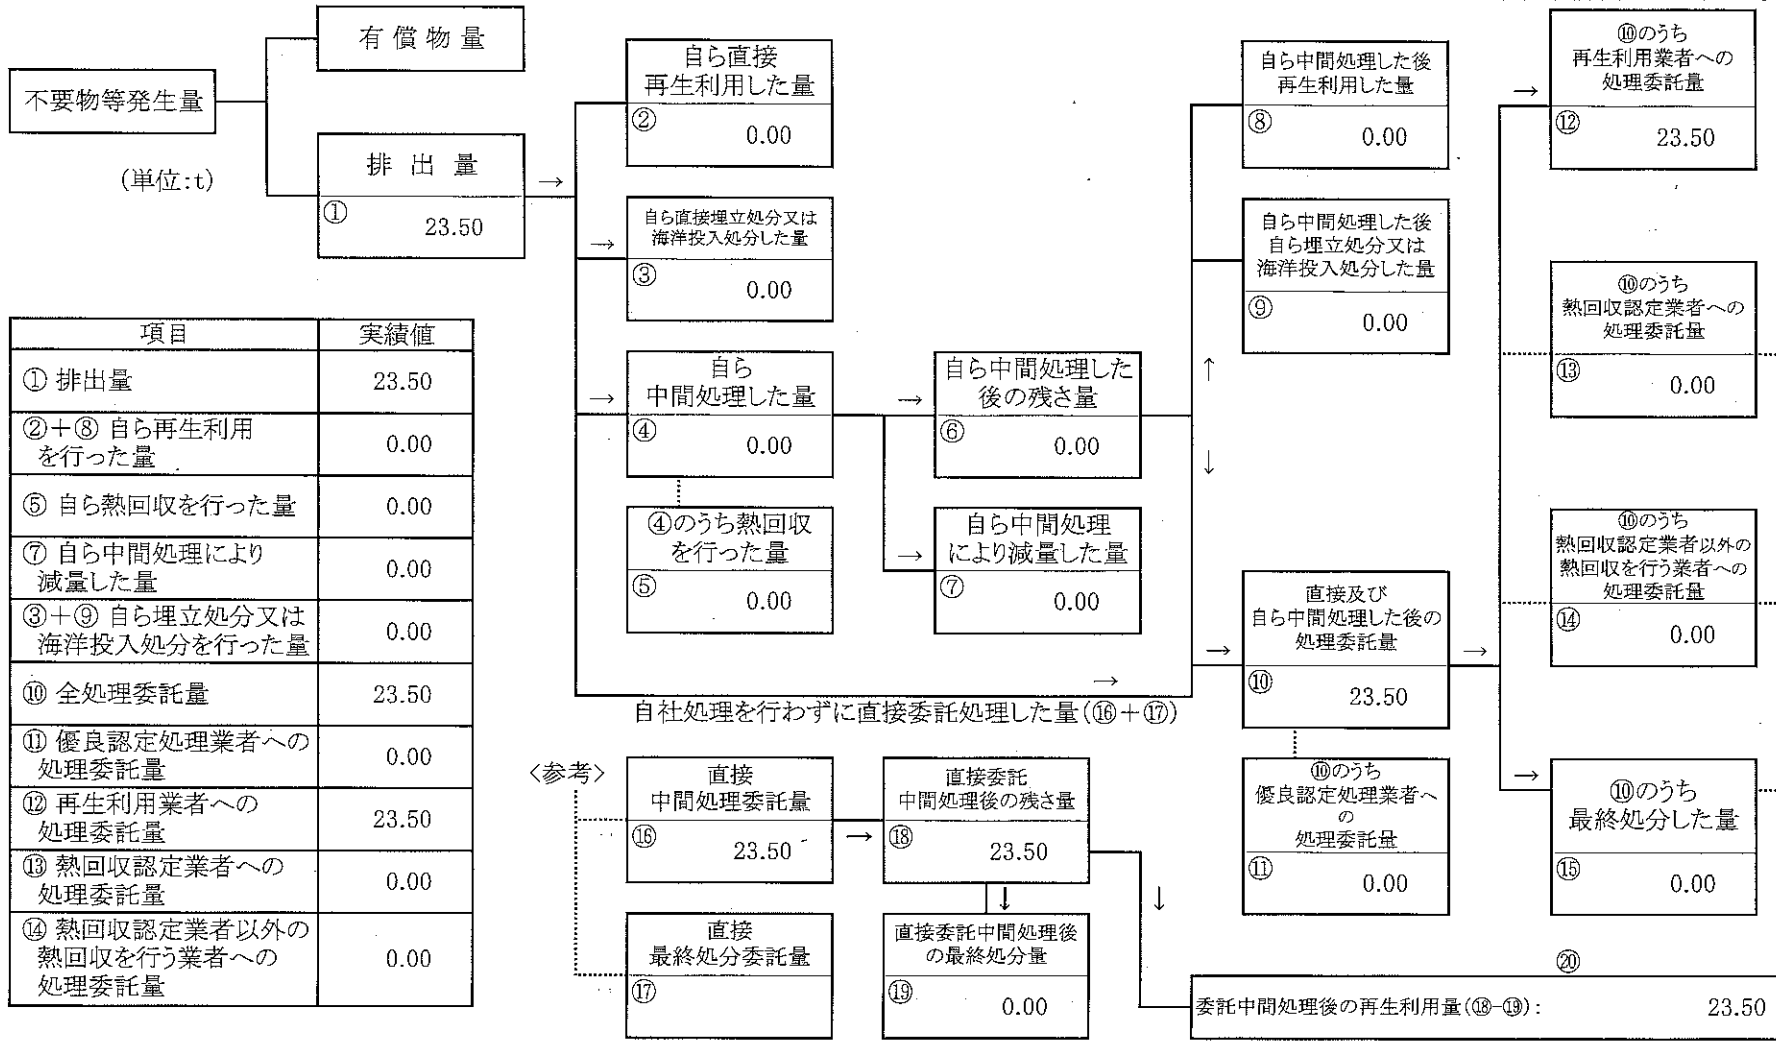 不要物等発生量
(単位:t)
有償物量
排出量
①
23.50
→
自ら直接
再生利用した量
②
0.00
→
自ら直接埋立処分又は
海洋投入処分した量
③
0.00
→
自ら
中間処理した量
④
0.00
④のうち熱回収
を行った量
⑤
0.00
→
自ら中間処理した
後の残さ量
⑥
0.00
→
自ら中間処理
により減量した量
⑦
0.00
↑
↓
自ら中間処理した後
再生利用した量
⑧
0.00
自ら中間処理した後
自ら埋立処分又は
海洋投入処分した量
⑨
0.00
→
自社処理を行わずに直接委託処理した量(⑯+⑰)
→
直接及び
自ら中間処理した後の
処理委託量
⑩
23.50
⑩のうち
優良認定処理業者へ
の
処理委託量
⑪
0.00
→
→
⑩のうち
再生利用業者への
処理委託量
⑫
23.50
⑩のうち
熱回収認定業者への
処理委託量
⑬
0.00
⑩のうち
熱回収認定業者以外の
熱回収を行う業者への
処理委託量
⑭
0.00
→
⑩のうち
最終処分した量
⑮
0.00
項目 実績値
① 排出量 23.50
②+⑧ 自ら再生利用
を行った量 0.00
⑤ 自ら熱回収を行った量 0.00
⑦ 自ら中間処理により
減量した量 0.00
③+⑨ 自ら埋立処分又は
海洋投入処分を行った量 0.00
⑩ 全処理委託量 23.50
⑪ 優良認定処理業者への
処理委託量 0.00
⑫ 再生利用業者への
処理委託量 23.50
⑬ 熱回収認定業者への
処理委託量 0.00
⑭ 熱回収認定業者以外の
熱回収を行う業者への
処理委託量 0.00
<参考>
直接
中間処理委託量
⑯
23.50
→
直接委託
中間処理後の残さ量
⑱
23.50
直接
最終処分委託量
⑰
↓
直接委託中間処理後
の最終処分量
⑲
0.00
↓
⑳
委託中間処理後の再生利用量(⑱-⑲): 23.50